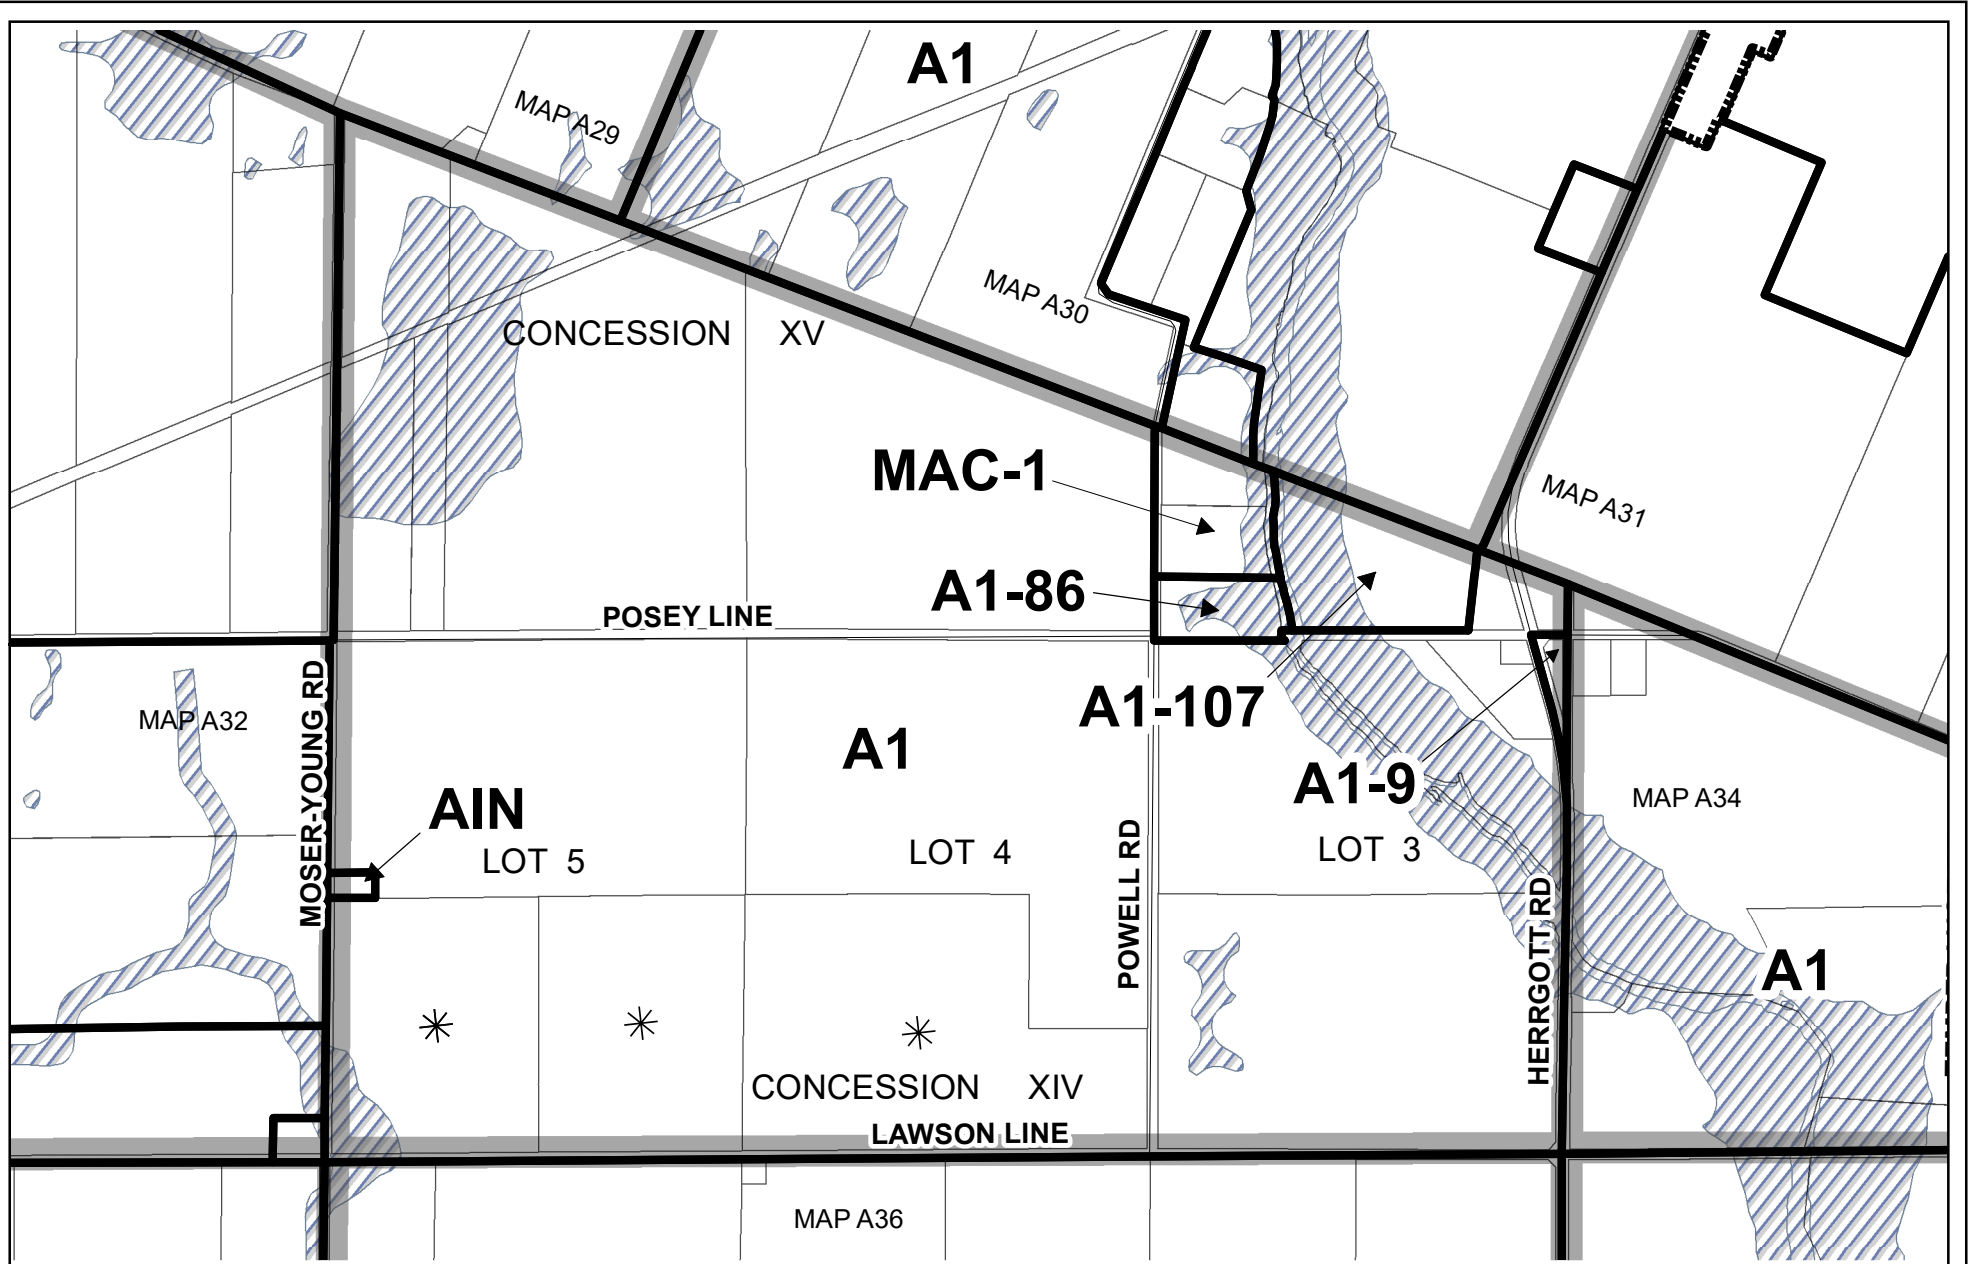 A1
MAP A29
MAP A30
CONCESSION XV
MAC-1
MAP A31
A1-86
POSEY LINE
MOSER-YOUNG RD
MAP A32
A1-107
A1
A1-9
AIN
MAP A34
LOT 5
LOT 4
LOT 3
POWELL RD
HERRGOTT RD
A1
CONCESSION XIV
LAWSON LINE
MAP A36